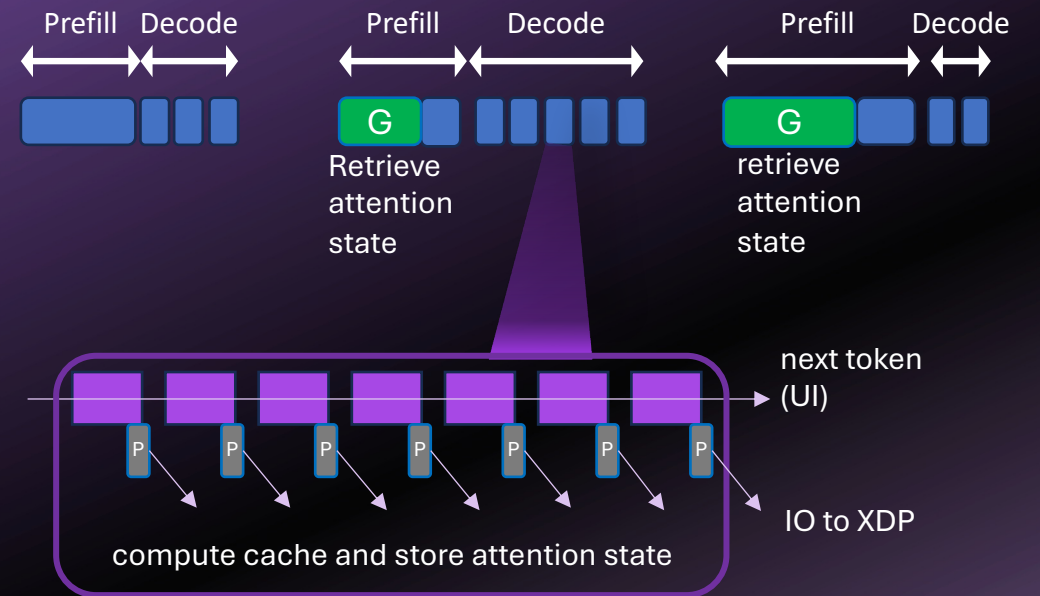 Prefill Decode
Prefill Decode
Prefill Decode
G
G
Retrieve
attention
state
retrieve
attention
state
next token
(UI)
P P P P P P P
IO to XDP
compute cache and store attention state